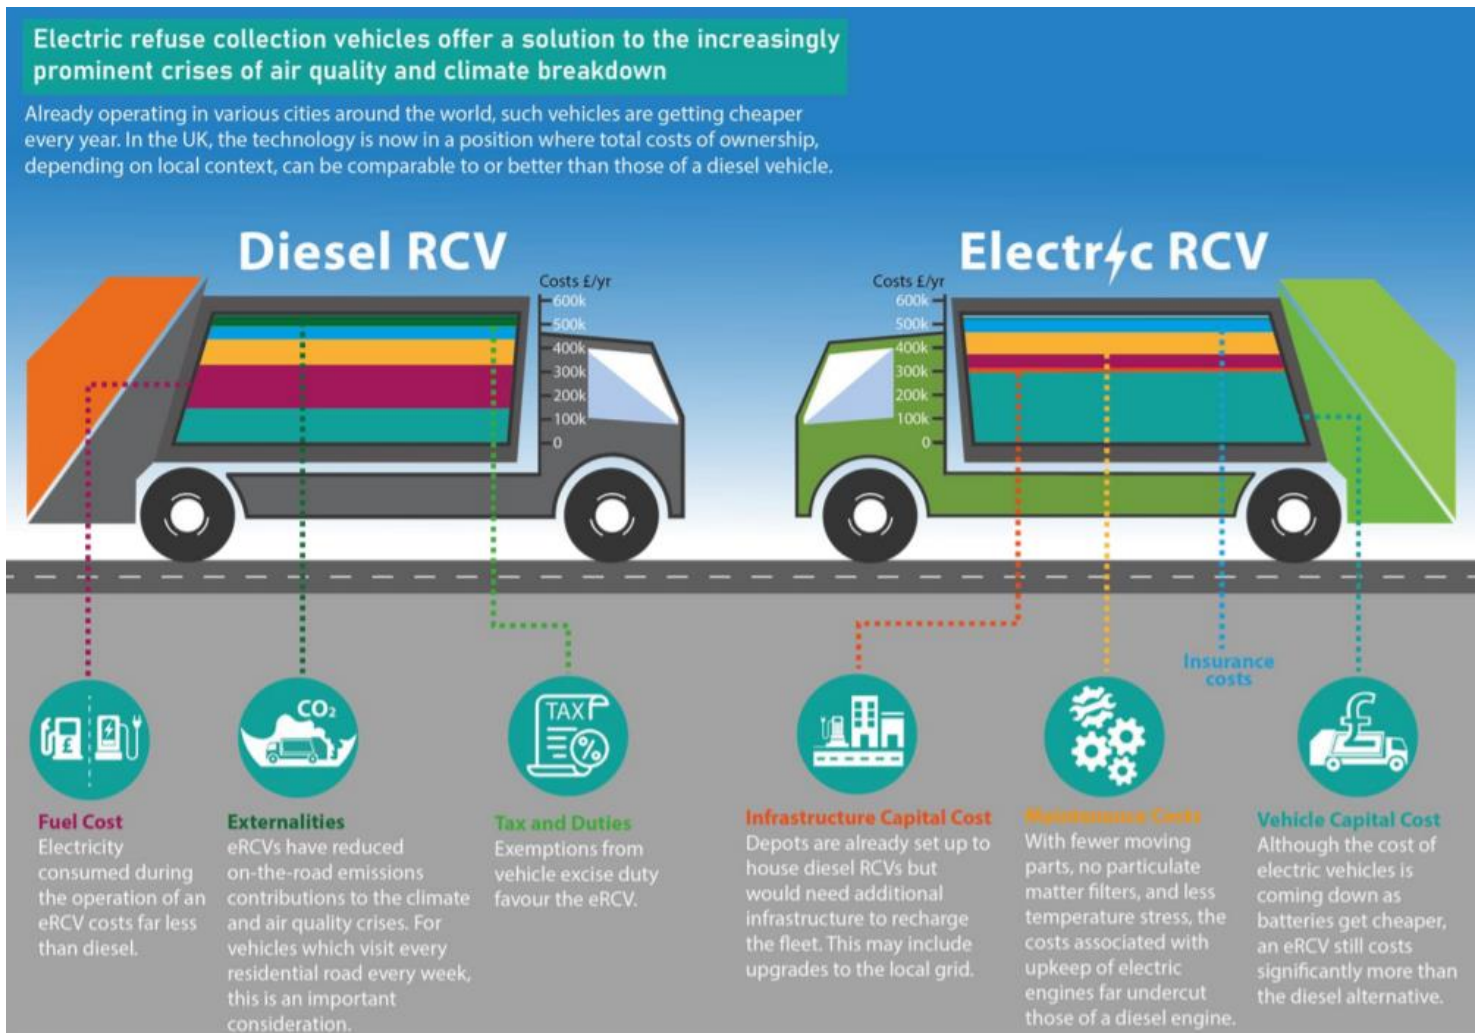 Electric refuse collection vehicles offer a solution to the increasingly
prominent crises of air quality and climate breakdown
Already operating in various cities around the world, such vehicles are getting cheaper
every year. In the UK, the technology is now in a position where total costs of ownership,
depending on local context, can be comparable to or better than those of a diesel vehicle.
Diesel RCV
Costs £/yr
600k
500k
400k
300k
200k
100k
0
Electric RCV
Costs £/yr
600k
500k
400k
300k
200k
100k
0
Insurance
costs
£
Fuel Cost
Electricity
consumed during
the operation of an
eRCV costs far less
than diesel.
CO₂
Externalities
eRCVs have reduced
on-the-road emissions
contributions to the climate
and air quality crises. For
vehicles which visit every
residential road every week,
this is an important
consideration.
TAX
%
Tax and Duties
Exemptions from
vehicle excise duty
favour the eRCV.
Infrastructure Capital Cost
Depots are already set up to
house diesel RCVs but
would need additional
infrastructure to recharge
the fleet. This may include
upgrades to the local grid.
Maintenance Costs
With fewer moving
parts, no particulate
matter filters, and less
temperature stress, the
costs associated with
upkeep of electric
engines far undercut
those of a diesel engine.
£
Vehicle Capital Cost
Although the cost of
electric vehicles is
coming down as
batteries get cheaper,
an eRCV still costs
significantly more than
the diesel alternative.